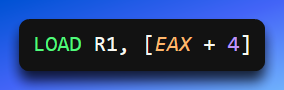 LOAD R1, [EAX + 4]